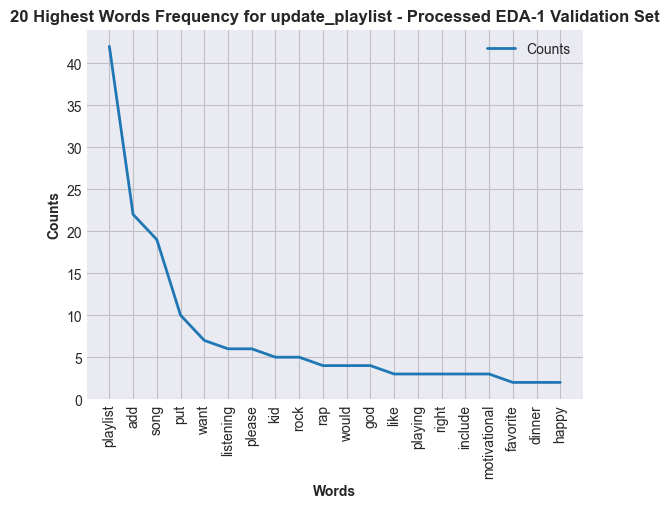 20 Highest Words Frequency for update_playlist - Processed EDA-1 Validation Set
Counts
40
35
30
25
20
15
10
5
0
Counts
playlist
add
song
put
want
listening
please
kid
rock
rap
would
god
like
playing
right
include
motivational
favorite
dinner
happy
Words